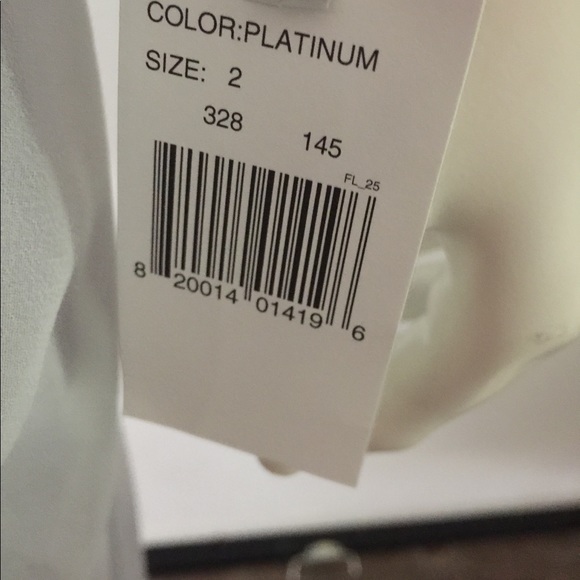 COLOR:PLATINUM
SIZE: 2
328 145
FL_25
8 20014 01419 6